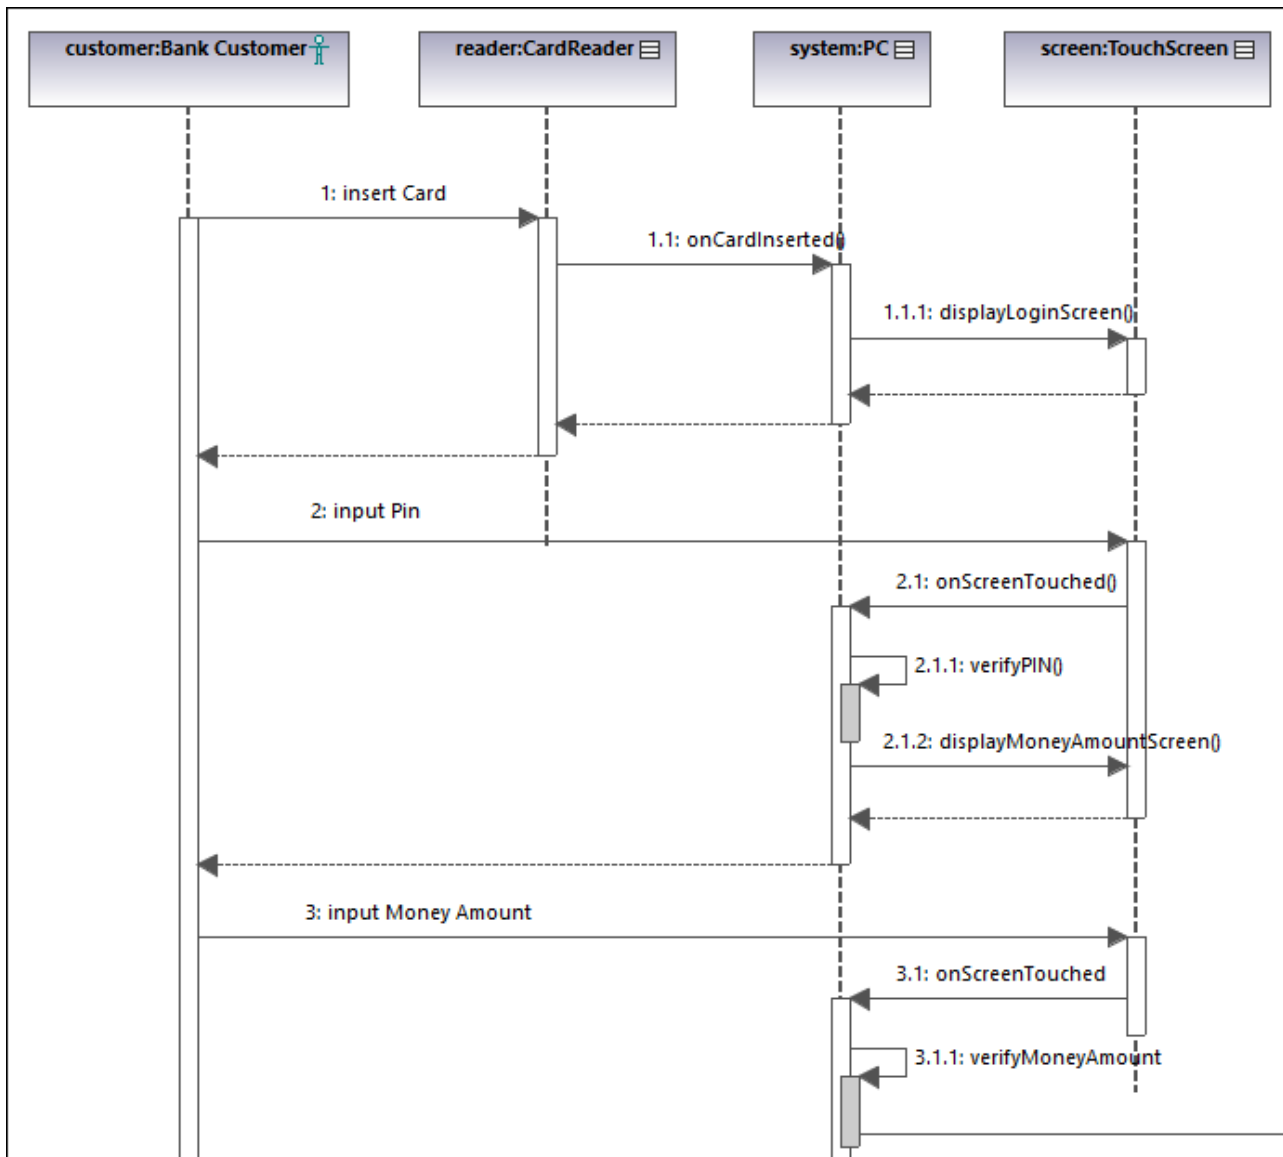 customer:Bank Customer
reader:CardReader
system:PC
screen:TouchScreen
1: insert Card
1.1: onCardInserted()
1.1.1: displayLoginScreen()
2: input Pin
2.1: onScreenTouched()
2.1.1: verifyPIN()
2.1.2: displayMoneyAmountScreen()
3: input Money Amount
3.1: onScreenTouched
3.1.1: verifyMoneyAmount